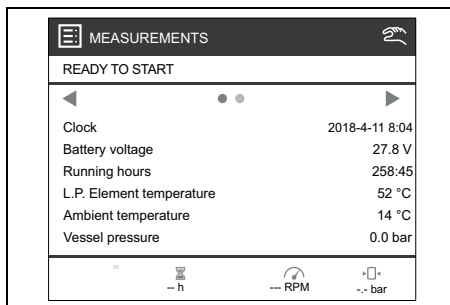 MEASUREMENTS
READY TO START
Clock 2018-4-11 8:04
Battery voltage 27.8 V
Running hours 258:45
L.P. Element temperature 52 °C
Ambient temperature 14 °C
Vessel pressure 0.0 bar
-- h --- RPM -.- bar